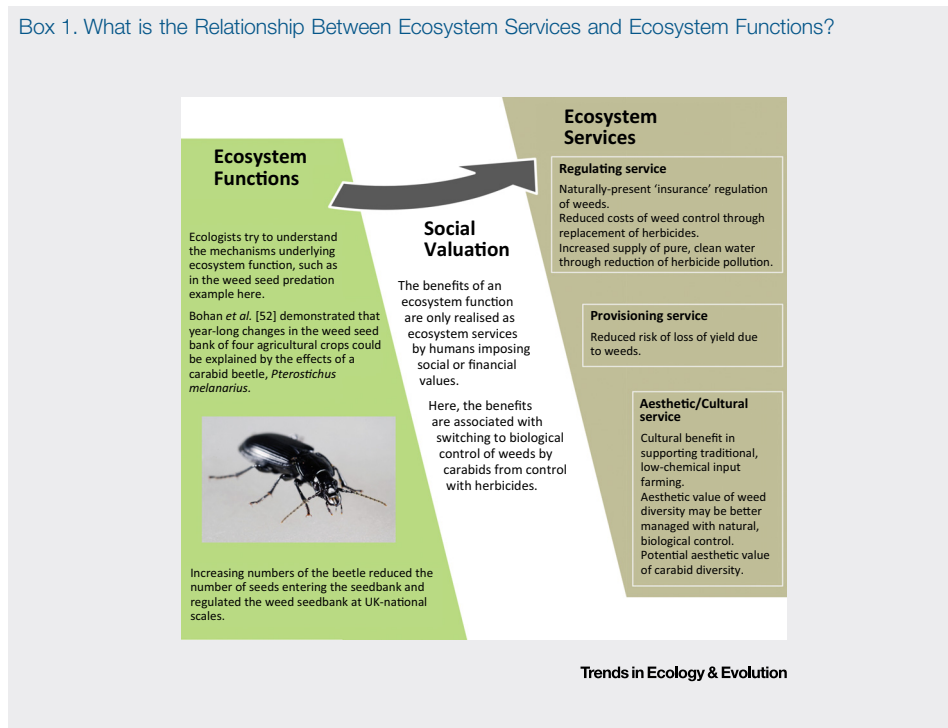 Box 1. What is the Relationship Between Ecosystem Services and Ecosystem Functions?
Ecosystem
Functions
Ecologists try to understand
the mechanisms underlying
ecosystem function, such as
in the weed seed predation
example here.
Bohan et al. [52] demonstrated that
year-long changes in the weed seed
bank of four agricultural crops could
be explained by the effects of a
carabid beetle, Pterostichus
melanarius.
Increasing numbers of the beetle reduced the
number of seeds entering the seedbank and
regulated the weed seedbank at UK-national
scales.
Social
Valuation
The benefits of an
ecosystem function
are only realised as
ecosystem services
by humans imposing
social or financial
values.
Here, the benefits
are associated with
switching to biological
control of weeds by
carabids from control
with herbicides.
Ecosystem
Services
Regulating service
Naturally-present ‘insurance’ regulation
of weeds.
Reduced costs of weed control through
replacement of herbicides.
Increased supply of pure, clean water
through reduction of herbicide pollution.
Provisioning service
Reduced risk of loss of yield due
to weeds.
Aesthetic/Cultural
service
Cultural benefit in
supporting traditional,
low-chemical input
farming.
Aesthetic value of weed
diversity may be better
managed with natural,
biological control.
Potential aesthetic value
of carabid diversity.
Trends in Ecology & Evolution